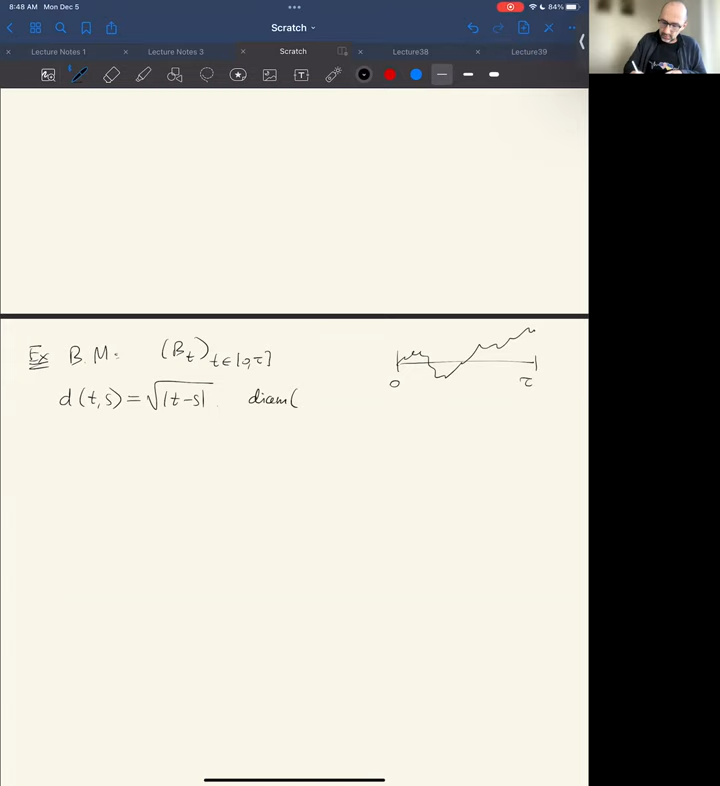 8:48 AM Mon Dec 5
84%
Scratch
Lecture Notes 1
Lecture Notes 3
Scratch
Lecture38
Lecture39
T
Ex B.M: (B_t)_{t∈[0,τ]}
0 τ
d(t,s) = √|t-s| . diam(